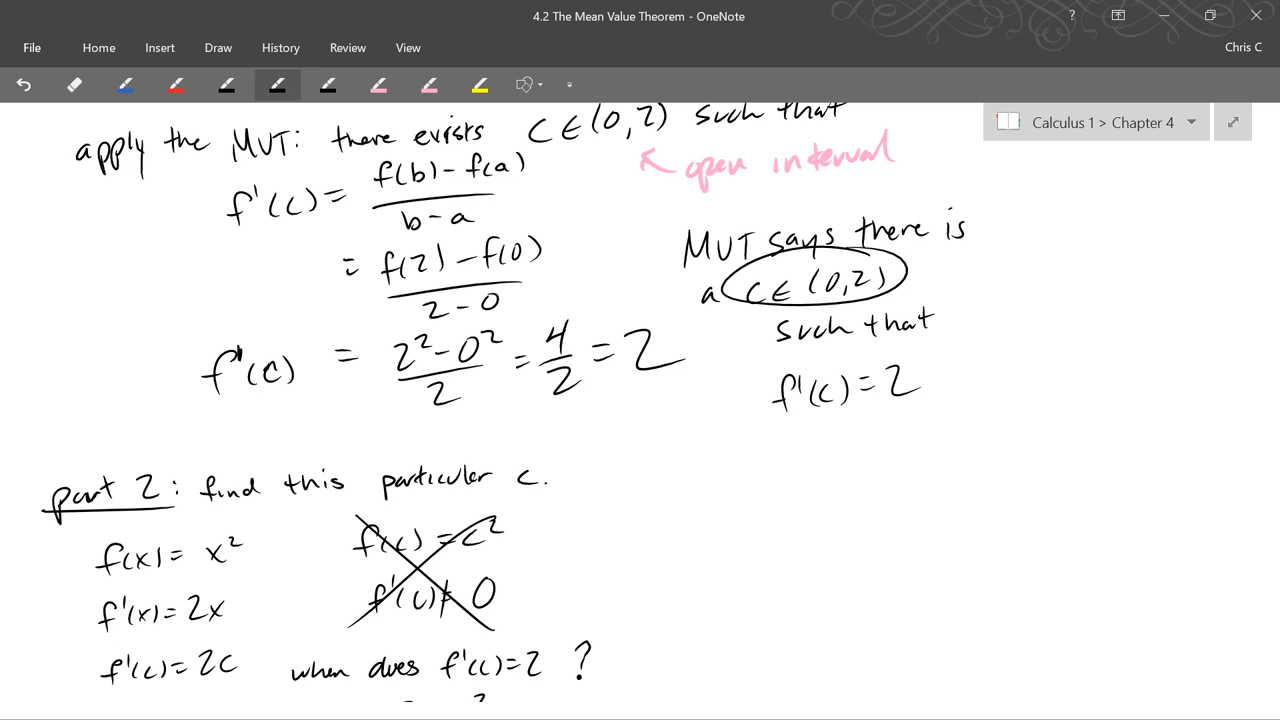 4.2 The Mean Value Theorem - OneNote
?
File Home Insert Draw History Review View
Chris C
Calculus 1 > Chapter 4
apply the MVT: there exists c ∈ (0,2) such that
open interval
f'(c) = f(b) - f(a) / b - a
= f(2) - f(0) / 2 - 0
f'(c) = 2² - 0² / 2 = 4/2 = 2
MVT says there is
a c ∈ (0,2)
such that
f'(c) = 2
part 2: find this particular c.
f(x) = x²
f(c) = c²
f'(x) = 2x
f'(c) = 0
f'(c) = 2c when does f'(c) = 2 ?